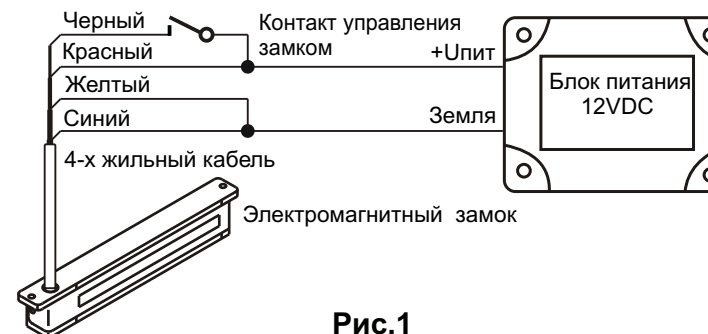 Черный
Контакт управления
замком
Красный
+Uпит
Желтый
Блок питания
12VDC
Синий
Земля
4-х жильный кабель
Электромагнитный замок
Рис.1